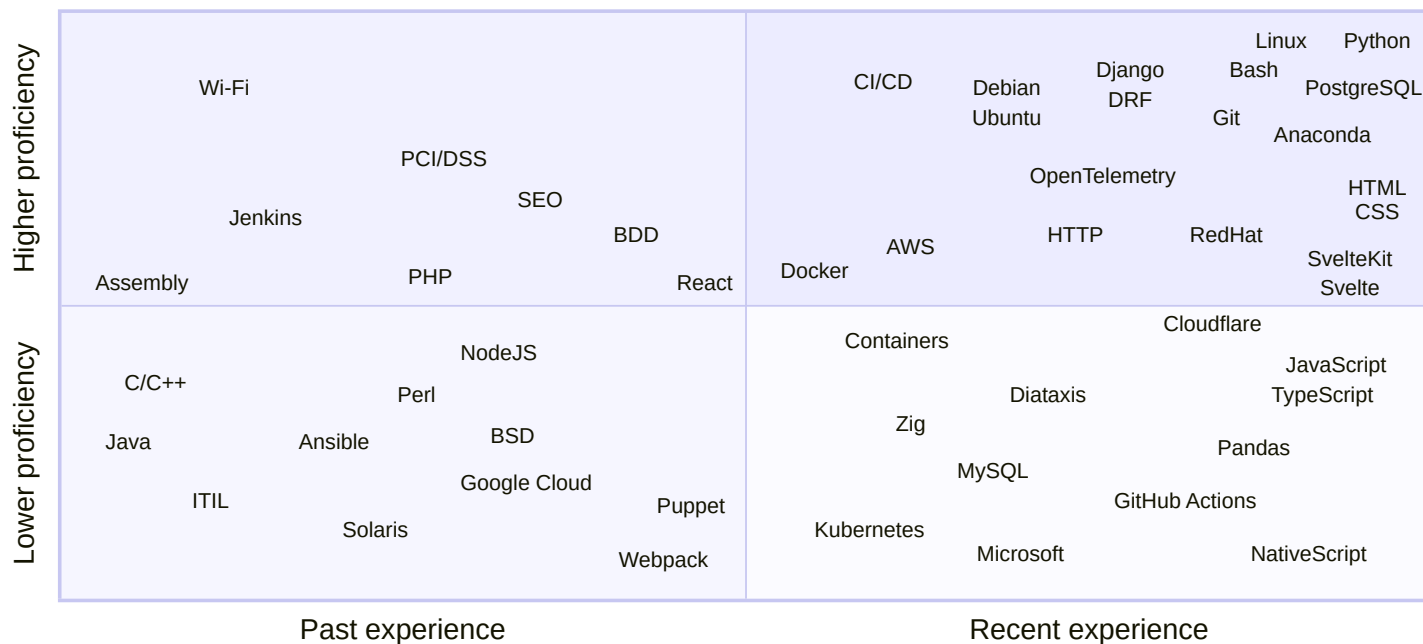 Higher proficiency
Wi-Fi
PCI/DSS
SEO
Jenkins
BDD
Assembly
PHP
React
Linux
Python
CI/CD
Debian
Django
Bash
PostgreSQL
DRF
Ubuntu
Git
Anaconda
OpenTelemetry
HTML
CSS
AWS
HTTP
RedHat
Docker
SvelteKit
Svelte
Lower proficiency
NodeJS
C/C++
Perl
Java
Ansible
BSD
Google Cloud
ITIL
Puppet
Solaris
Webpack
Cloudflare
Containers
JavaScript
Diataxis
TypeScript
Zig
Pandas
MySQL
GitHub Actions
Kubernetes
Microsoft
NativeScript
Past experience
Recent experience